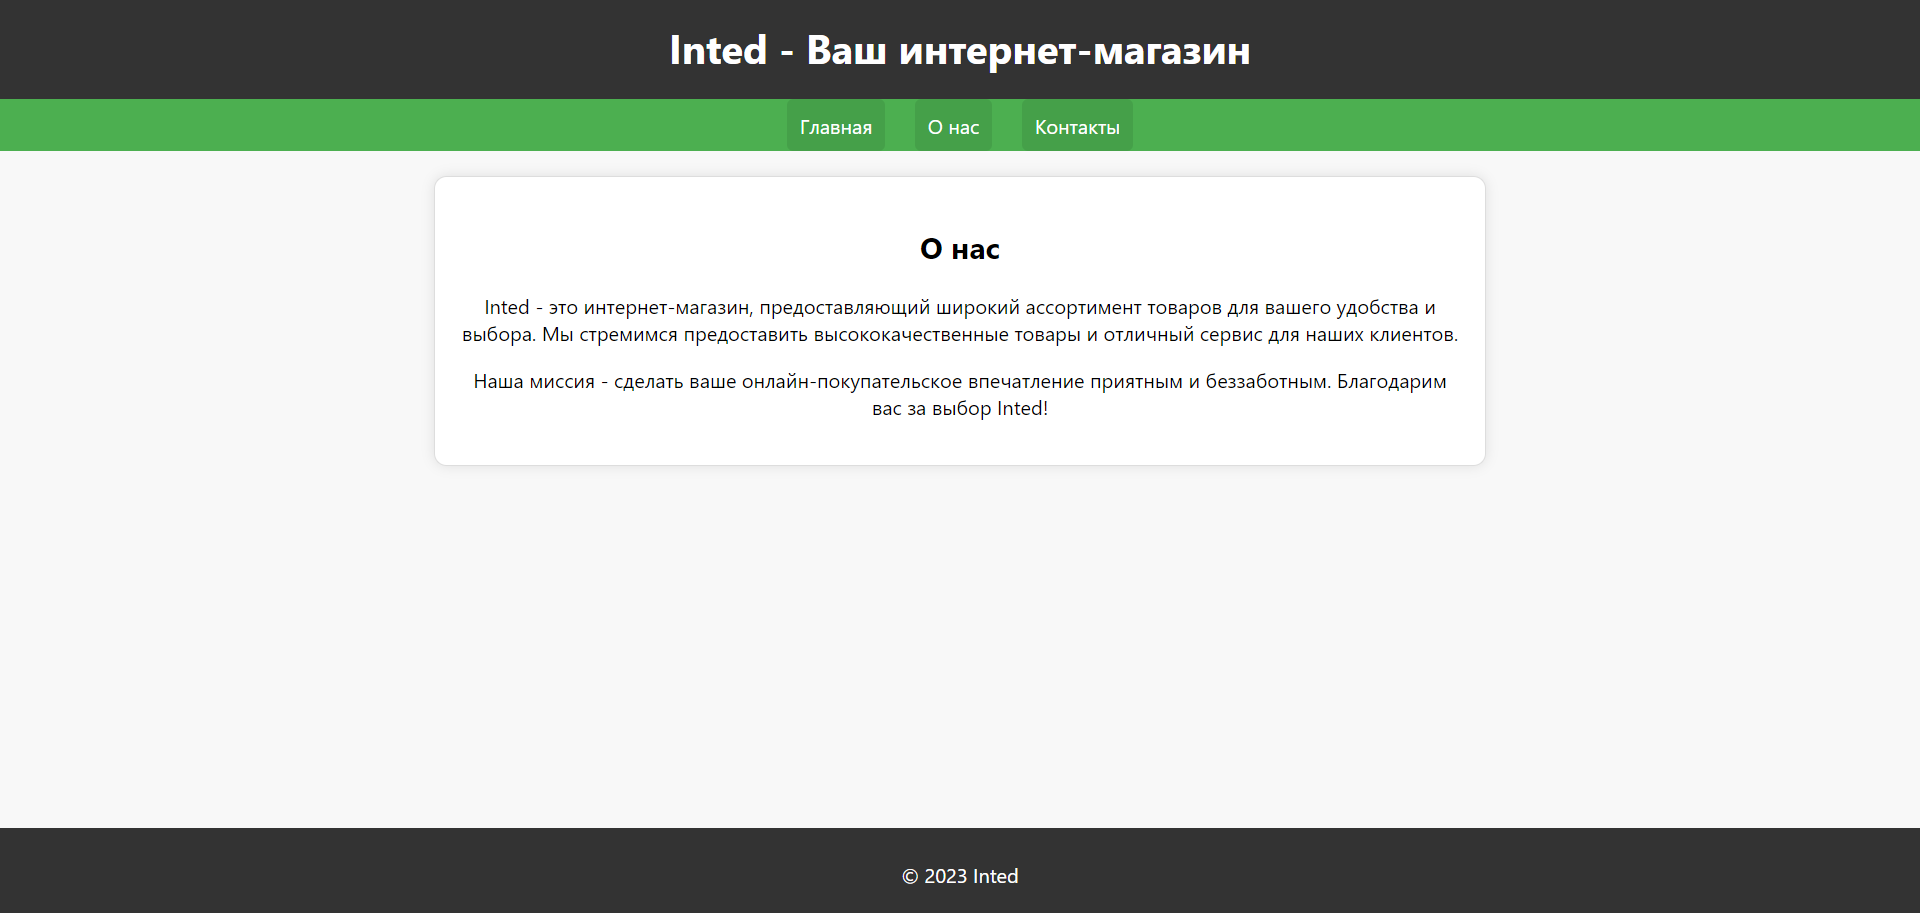 Inted - Ваш интернет-магазин
Главная
О нас
Контакты
О нас
Inted - это интернет-магазин, предоставляющий широкий ассортимент товаров для вашего удобства и
выбора. Мы стремимся предоставить высококачественные товары и отличный сервис для наших клиентов.
Наша миссия - сделать ваше онлайн-покупательское впечатление приятным и беззаботным. Благодарим
вас за выбор Inted!
© 2023 Inted